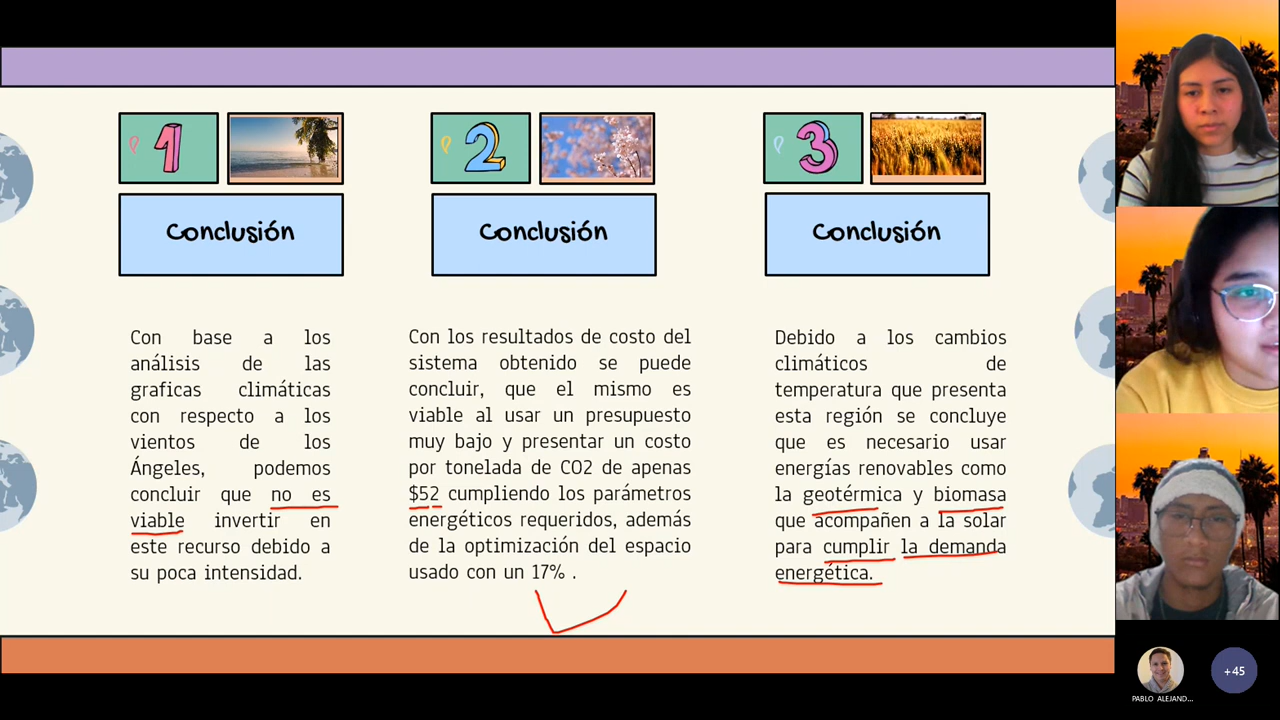 1
2
3
Conclusión
Conclusión
Conclusión
Con base a los
análisis de las
graficas climáticas
con respecto a los
vientos de los
Ángeles, podemos
concluir que no es
viable invertir en
este recurso debido a
su poca intensidad.
Con los resultados de costo del
sistema obtenido se puede
concluir, que el mismo es
viable al usar un presupuesto
muy bajo y presentar un costo
por tonelada de CO2 de apenas
$52 cumpliendo los parámetros
energéticos requeridos, además
de la optimización del espacio
usado con un 17% .
Debido a los cambios
climáticos de
temperatura que presenta
esta región se concluye
que es necesario usar
energías renovables como
la geotérmica y biomasa
que acompañen a la solar
para cumplir la demanda
energética.
PABLO ALEJAND...
+45